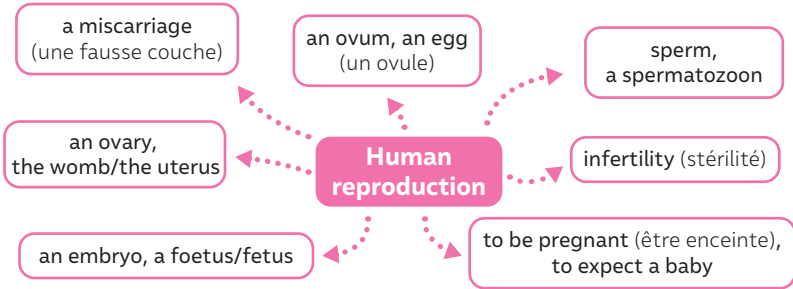 a miscarriage
(une fausse couche)
an ovum, an egg
(un ovule)
sperm,
a spermatozoon
an ovary,
the womb/the uterus
Human
reproduction
infertility (stérilité)
an embryo, a foetus/fetus
to be pregnant (être enceinte),
to expect a baby